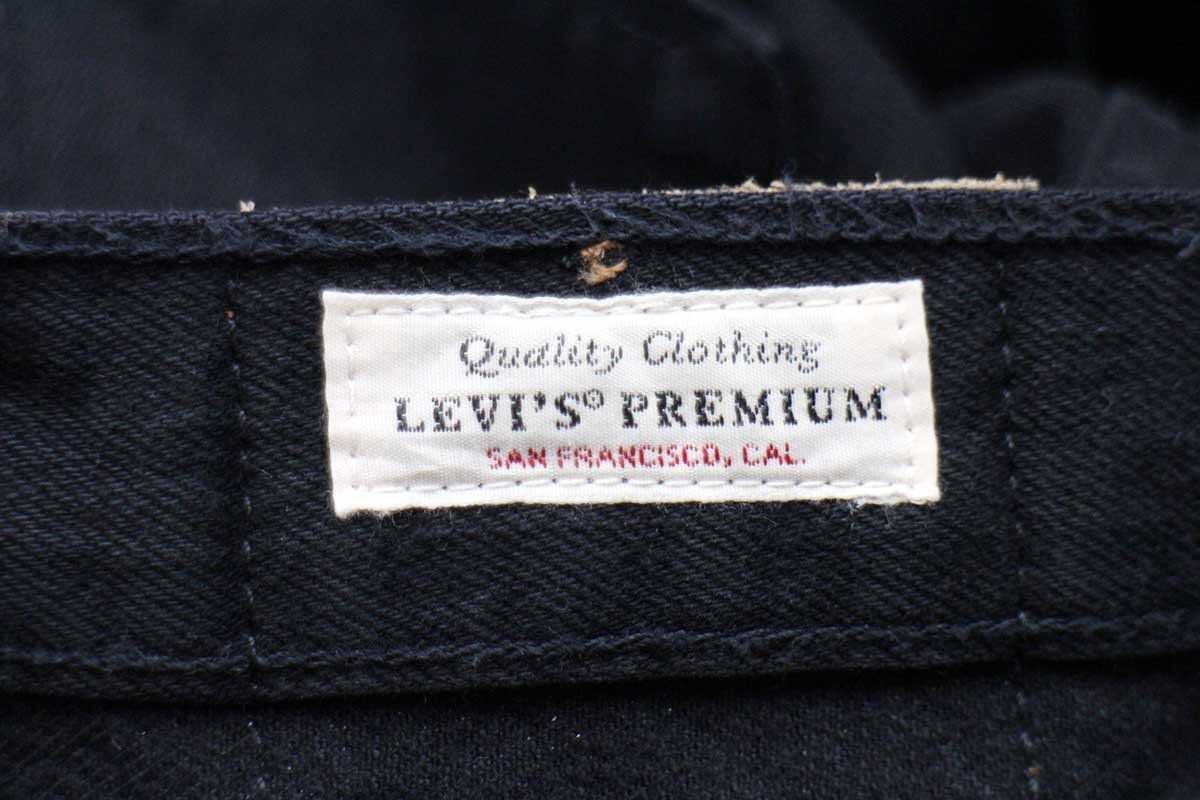 Quality Clothing
LEVI'S® PREMIUM
SAN FRANCISCO, CAL.